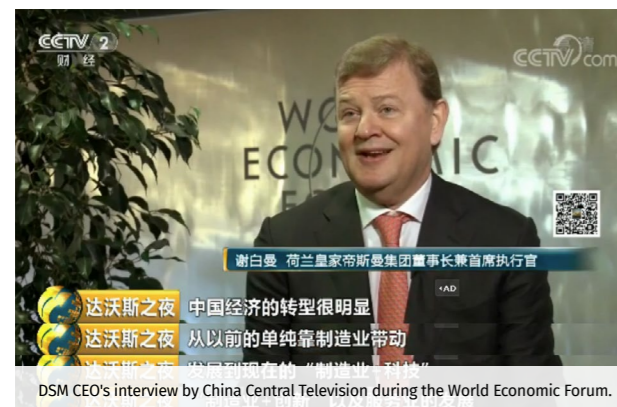 CCTV 2
财经
CCTV com
WORLD
ECONOMIC
谢白曼 荷兰皇家帝斯曼集团董事长兼首席执行官
AD
达沃斯之夜 中国经济的转型很明显
达沃斯之夜 从以前的单纯靠制造业带动
达沃斯之夜 发展到现在的“制造业+科技”
DSM CEO's interview by China Central Television during the World Economic Forum.